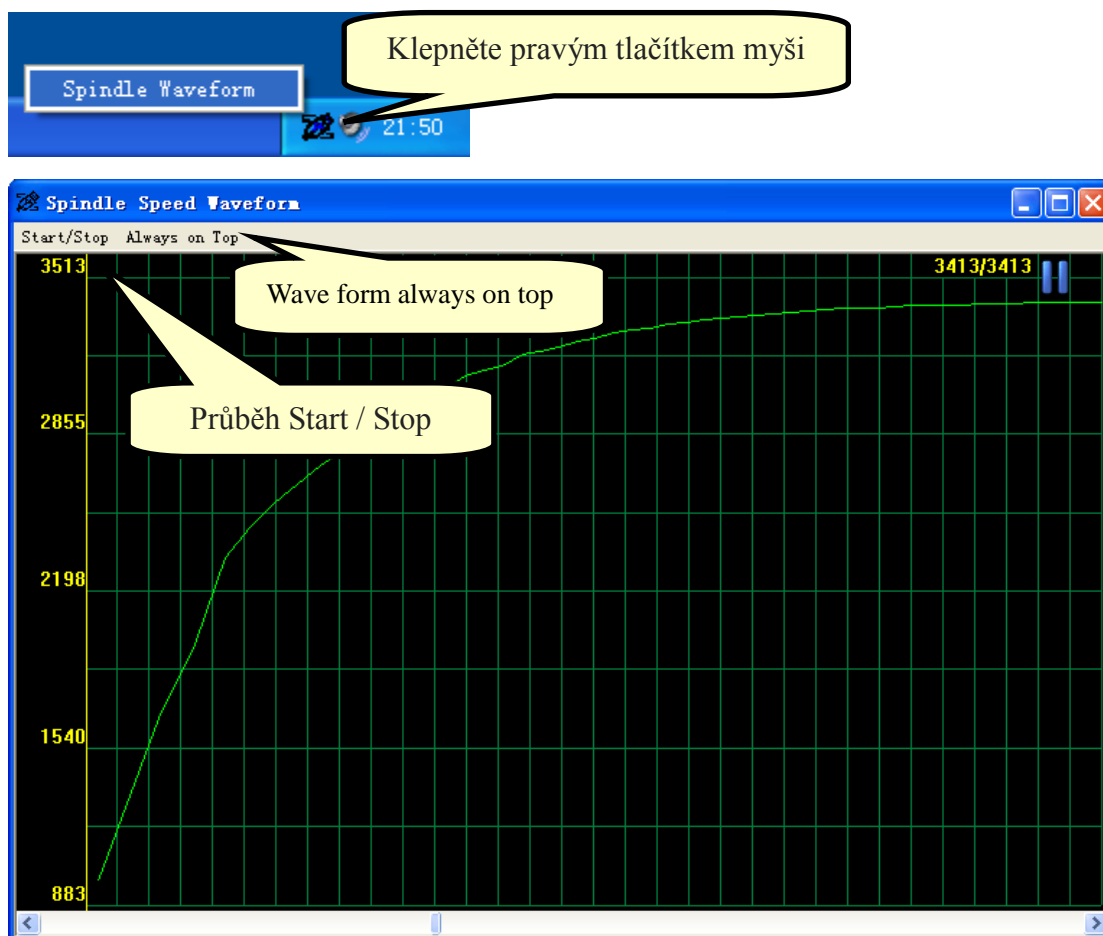 Klepněte pravým tlačítkem myši
Spindle Waveform
21:50
Spindle Speed Waveform
Start/Stop Always on Top
3513
3413/3413
Wave form always on top
Průběh Start / Stop
2855
2198
1540
883